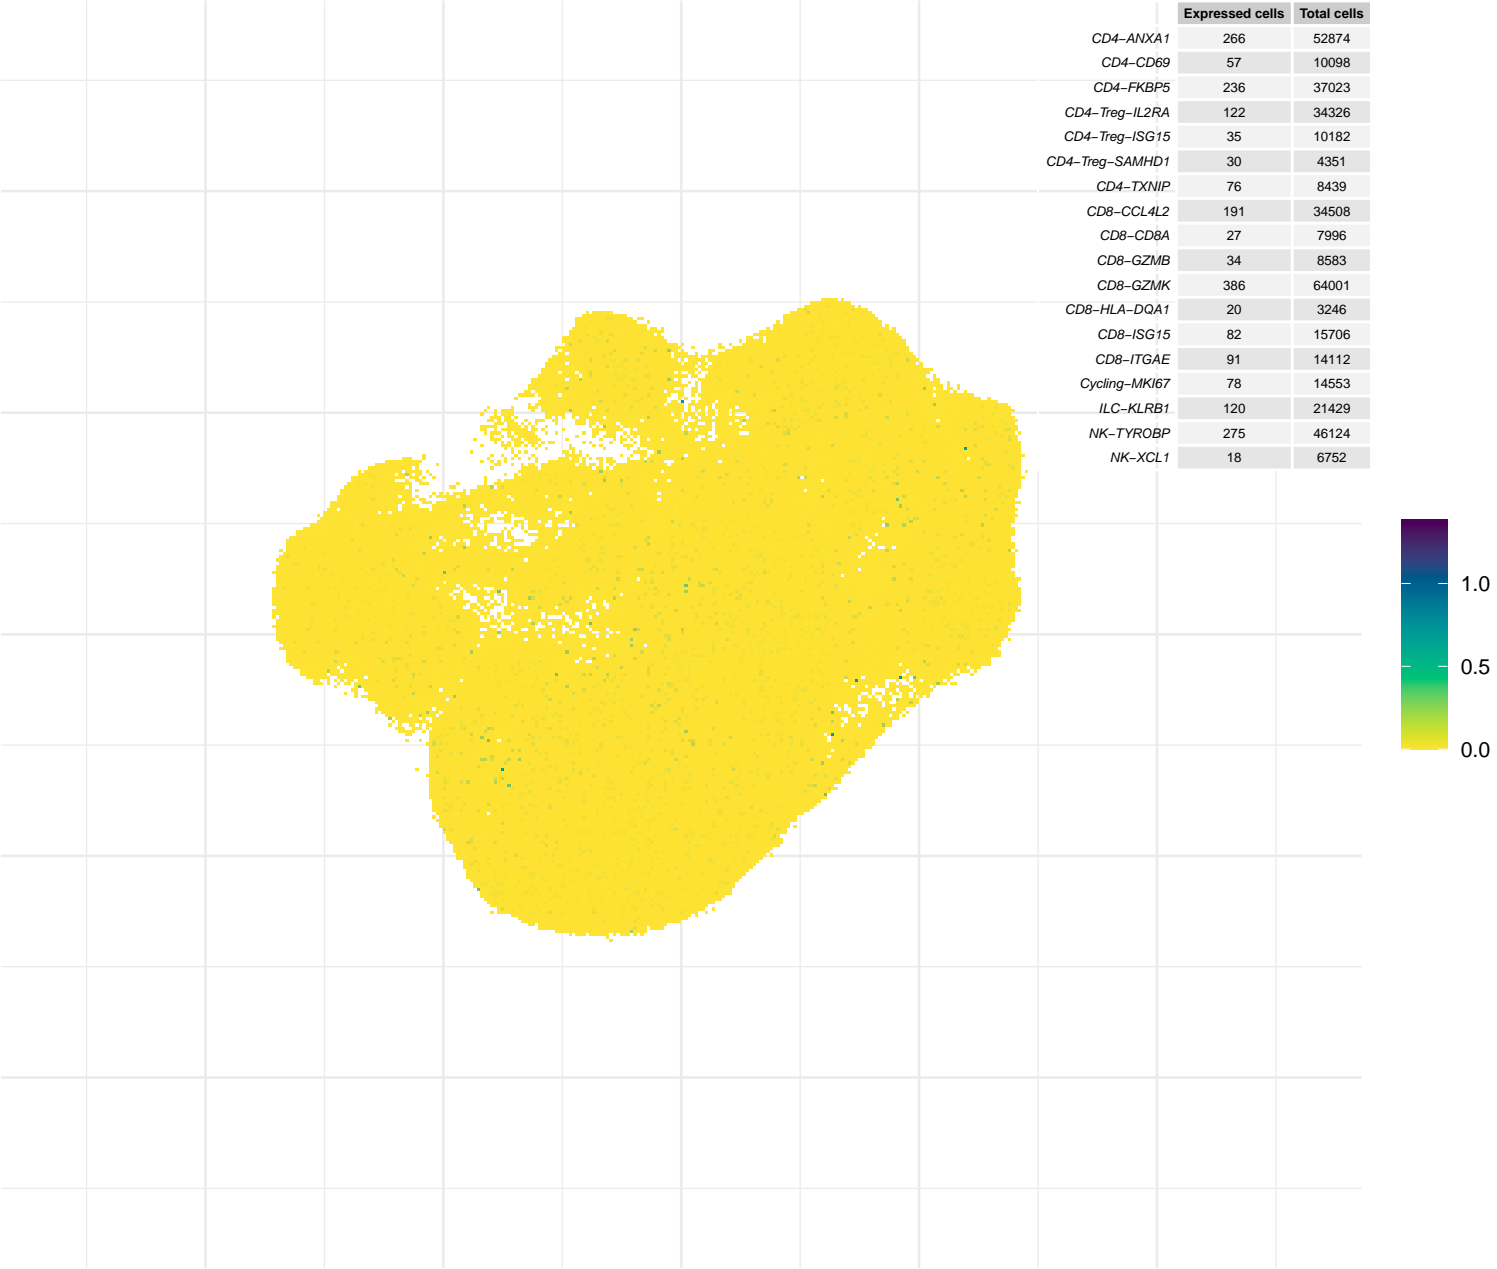 Expressed cells Total cells
CD4−ANXA1 266 52874
CD4−CD69 57 10098
CD4−FKBP5 236 37023
CD4−Treg−IL2RA 122 34326
CD4−Treg−ISG15 35 10182
CD4−Treg−SAMHD1 30 4351
CD4−TXNIP 76 8439
CD8−CCL4L2 191 34508
CD8−CD8A 27 7996
CD8−GZMB 34 8583
CD8−GZMK 386 64001
CD8−HLA−DQA1 20 3246
CD8−ISG15 82 15706
CD8−ITGAE 91 14112
Cycling−MKI67 78 14553
ILC−KLRB1 120 21429
NK−TYROBP 275 46124
NK−XCL1 18 6752
1.0
0.5
0.0